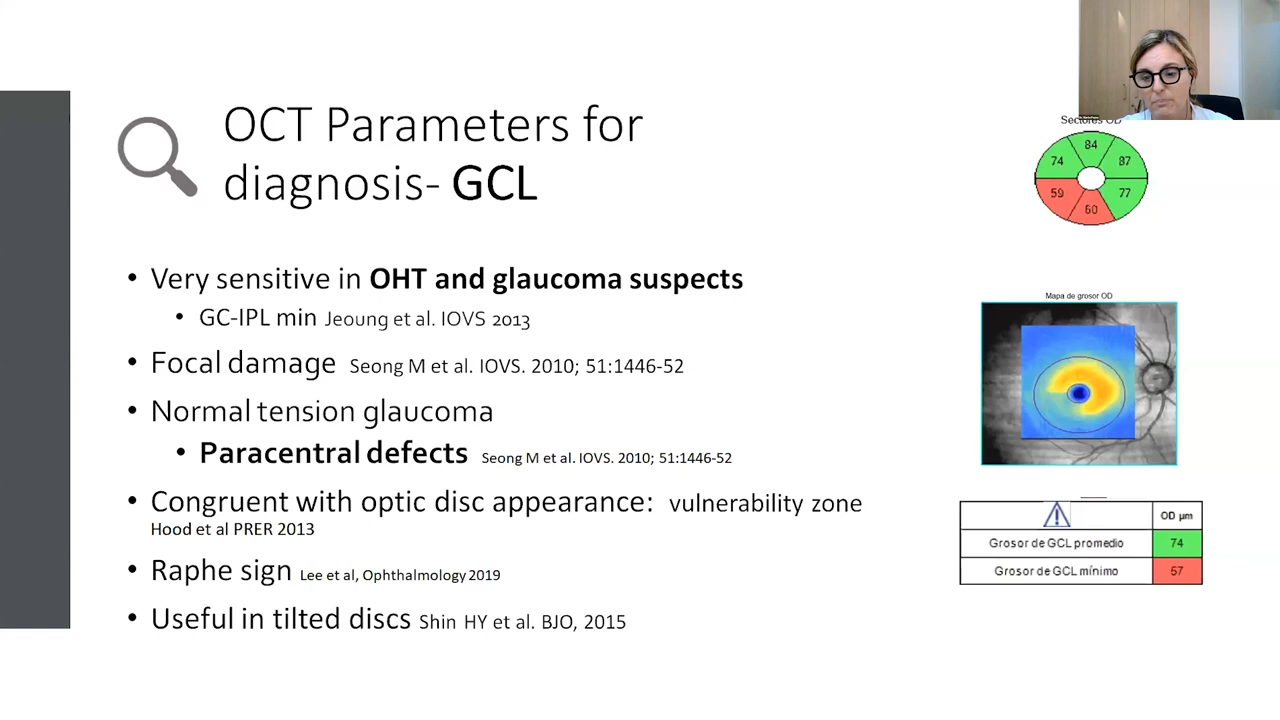 OCT Parameters for
diagnosis- GCL
• Very sensitive in OHT and glaucoma suspects
• GC-IPL min Jeoung et al. IOVS 2013
• Focal damage Seong M et al. IOVS. 2010; 51:1446-52
• Normal tension glaucoma
• Paracentral defects Seong M et al. IOVS. 2010; 51:1446-52
• Congruent with optic disc appearance: vulnerability zone
Hood et al PRER 2013
• Raphe sign Lee et al, Ophthalmology 2019
• Useful in tilted discs Shin HY et al. BJO, 2015
Sectores OD
84
74 87
59 77
60
Mapa de grosor OD
OD µm
Grosor de GCL promedio 74
Grosor de GCL mínimo 57